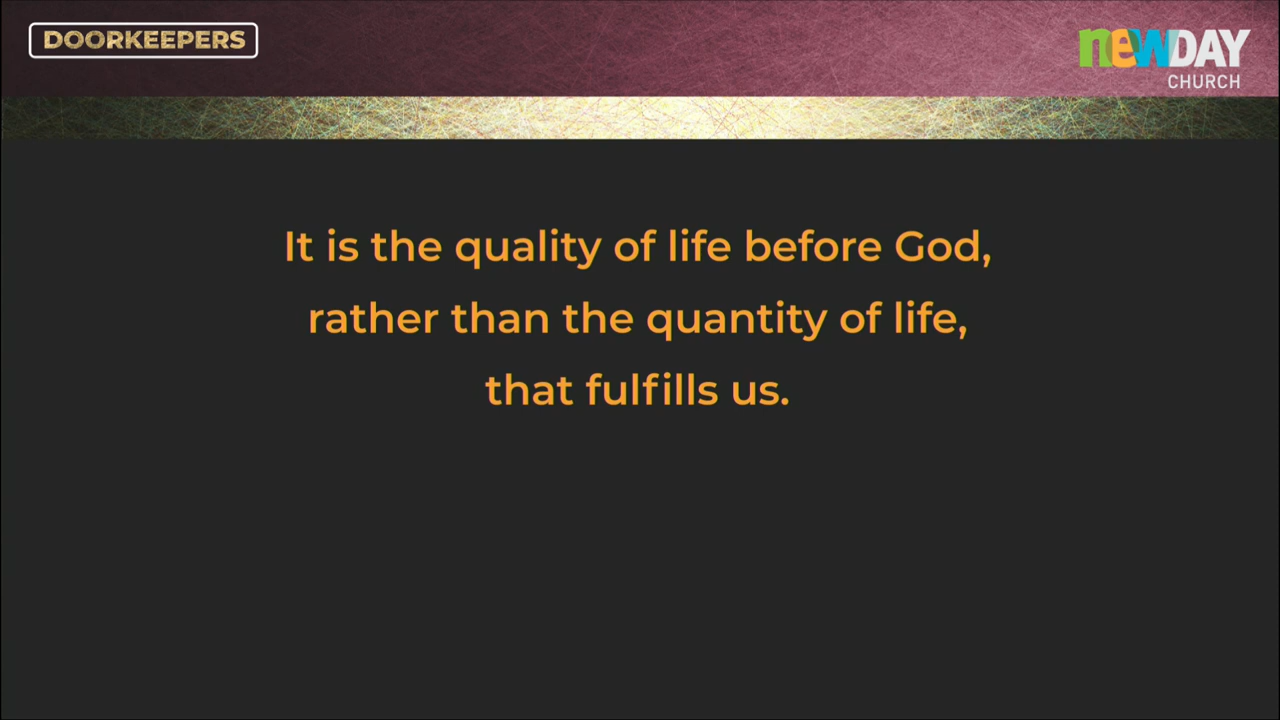 DOORKEEPERS
newDAY
CHURCH
It is the quality of life before God,
rather than the quantity of life,
that fulfills us.